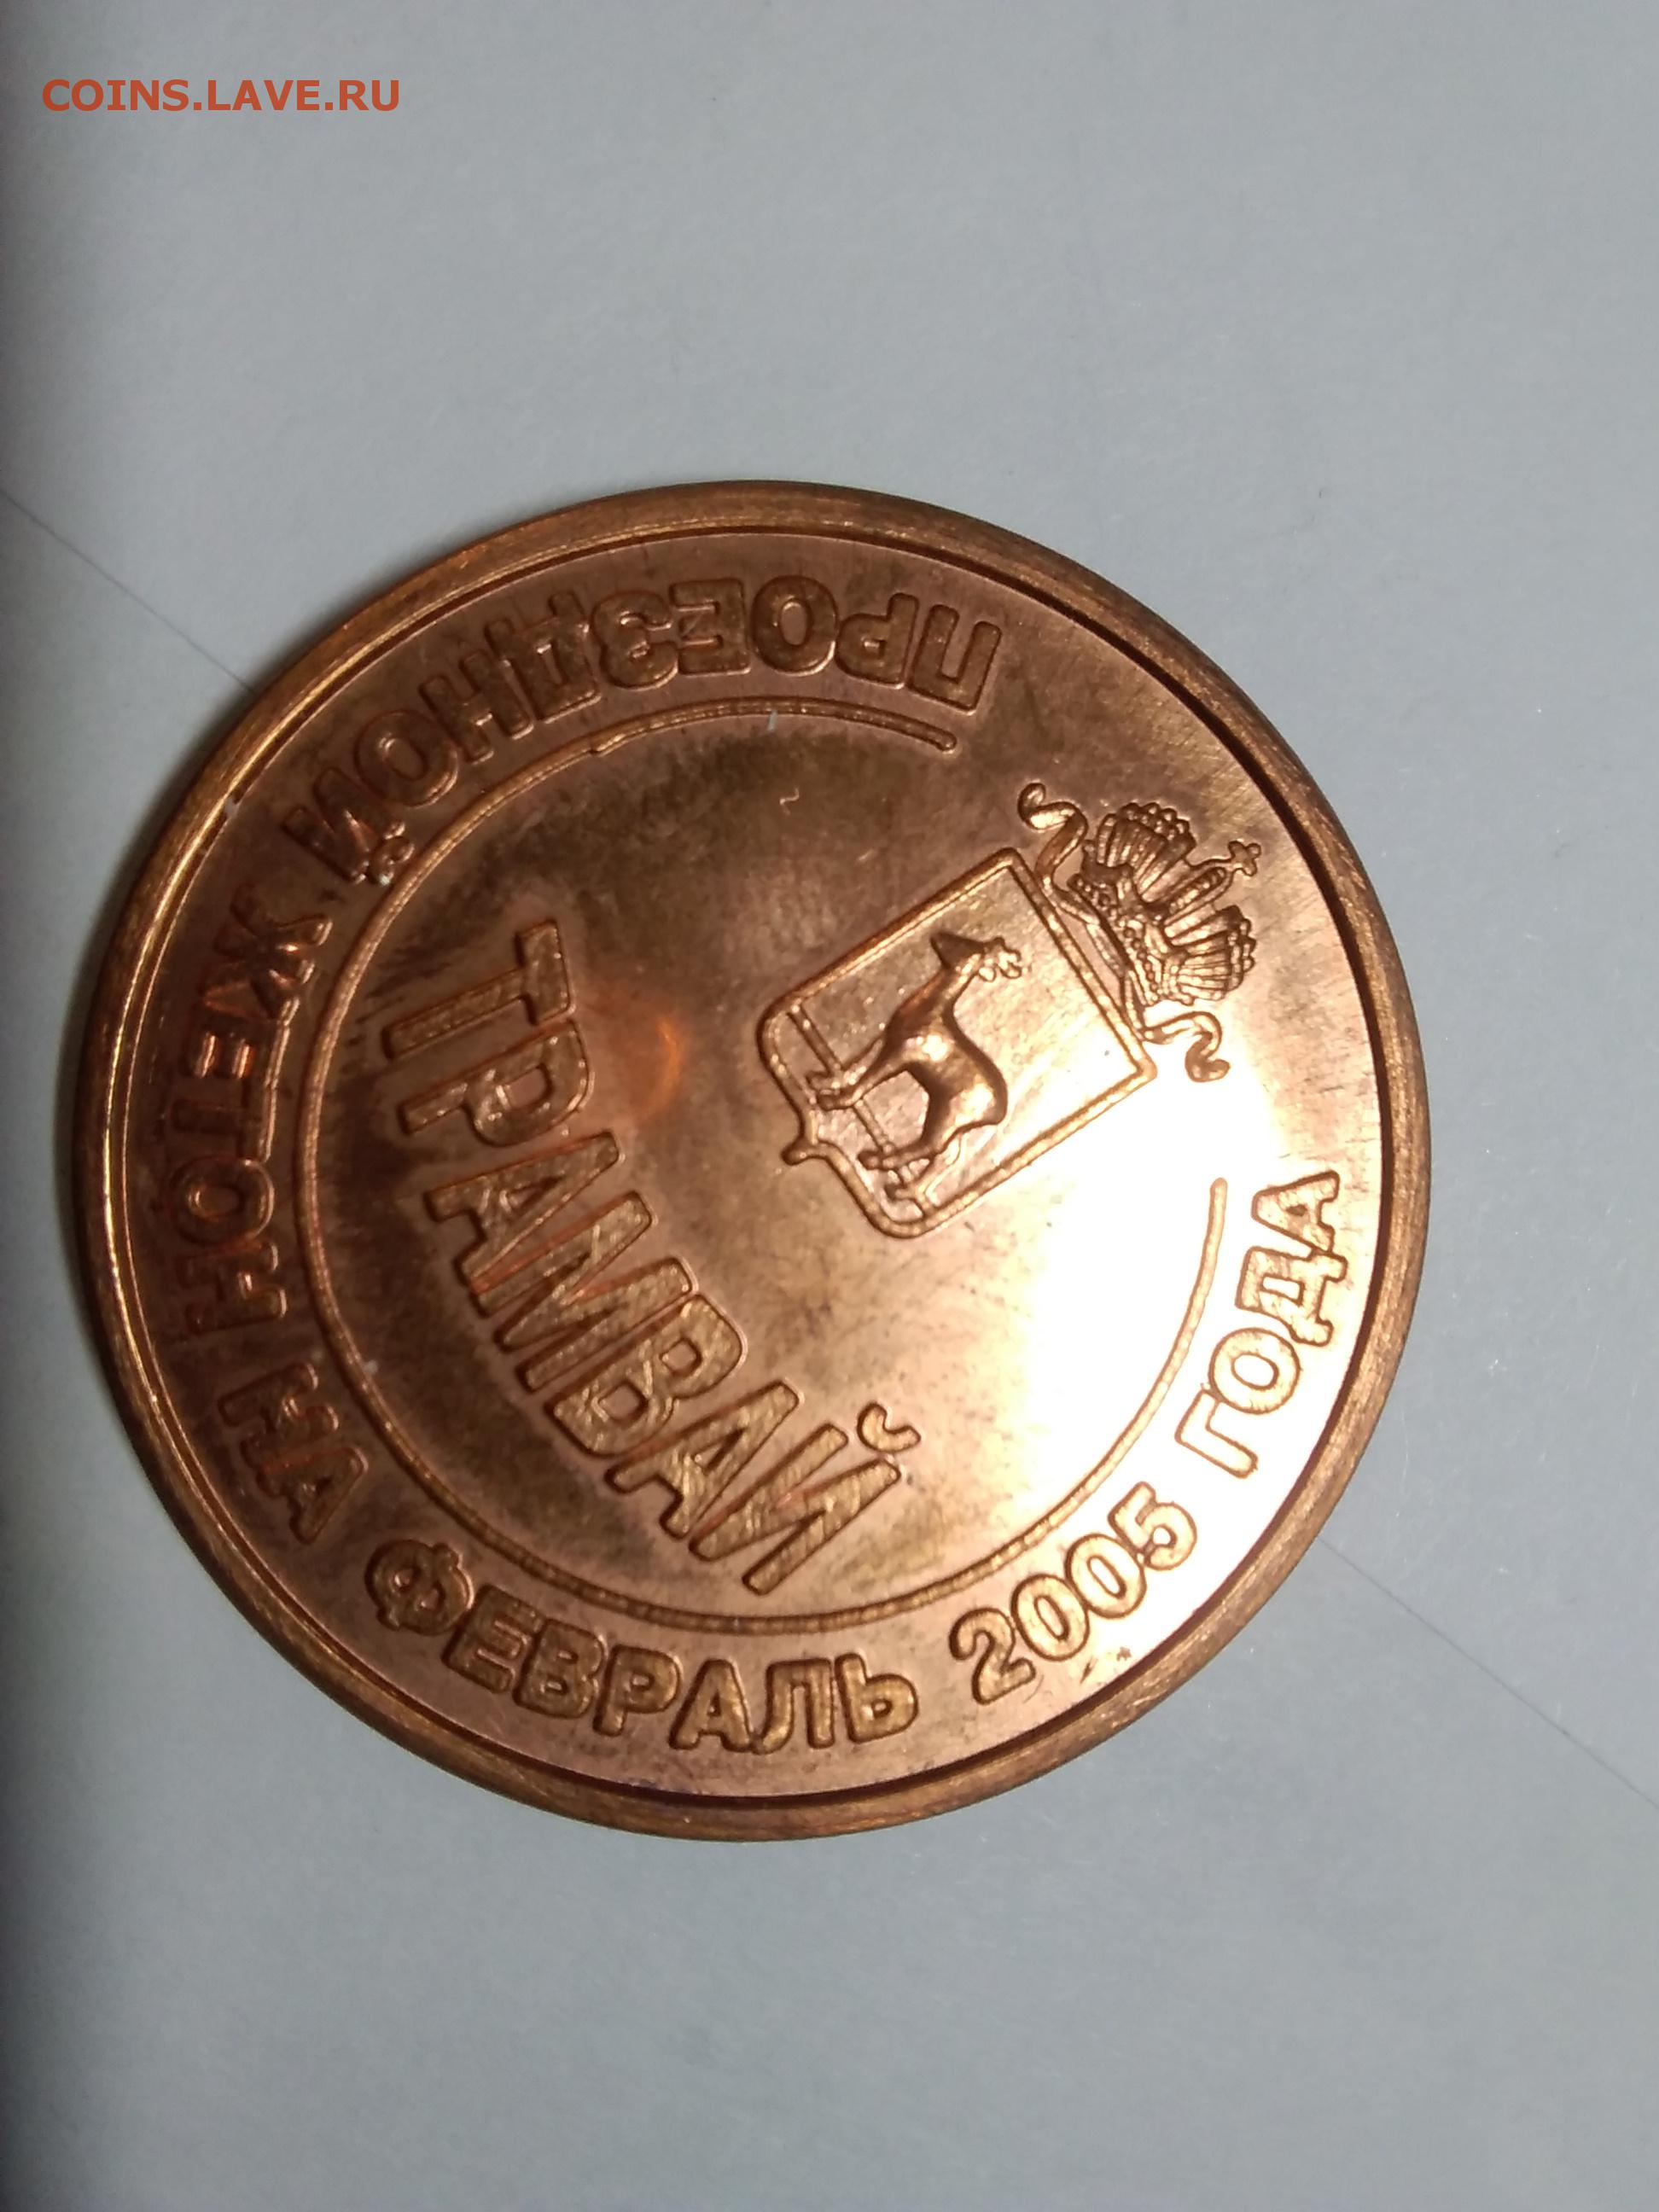 COINS.LAVE.RU
ПРОЕЗДНОЙ ЖЕТОН НА ФЕВРАЛЬ 2005 ГОДА
ТРАМВАЙ